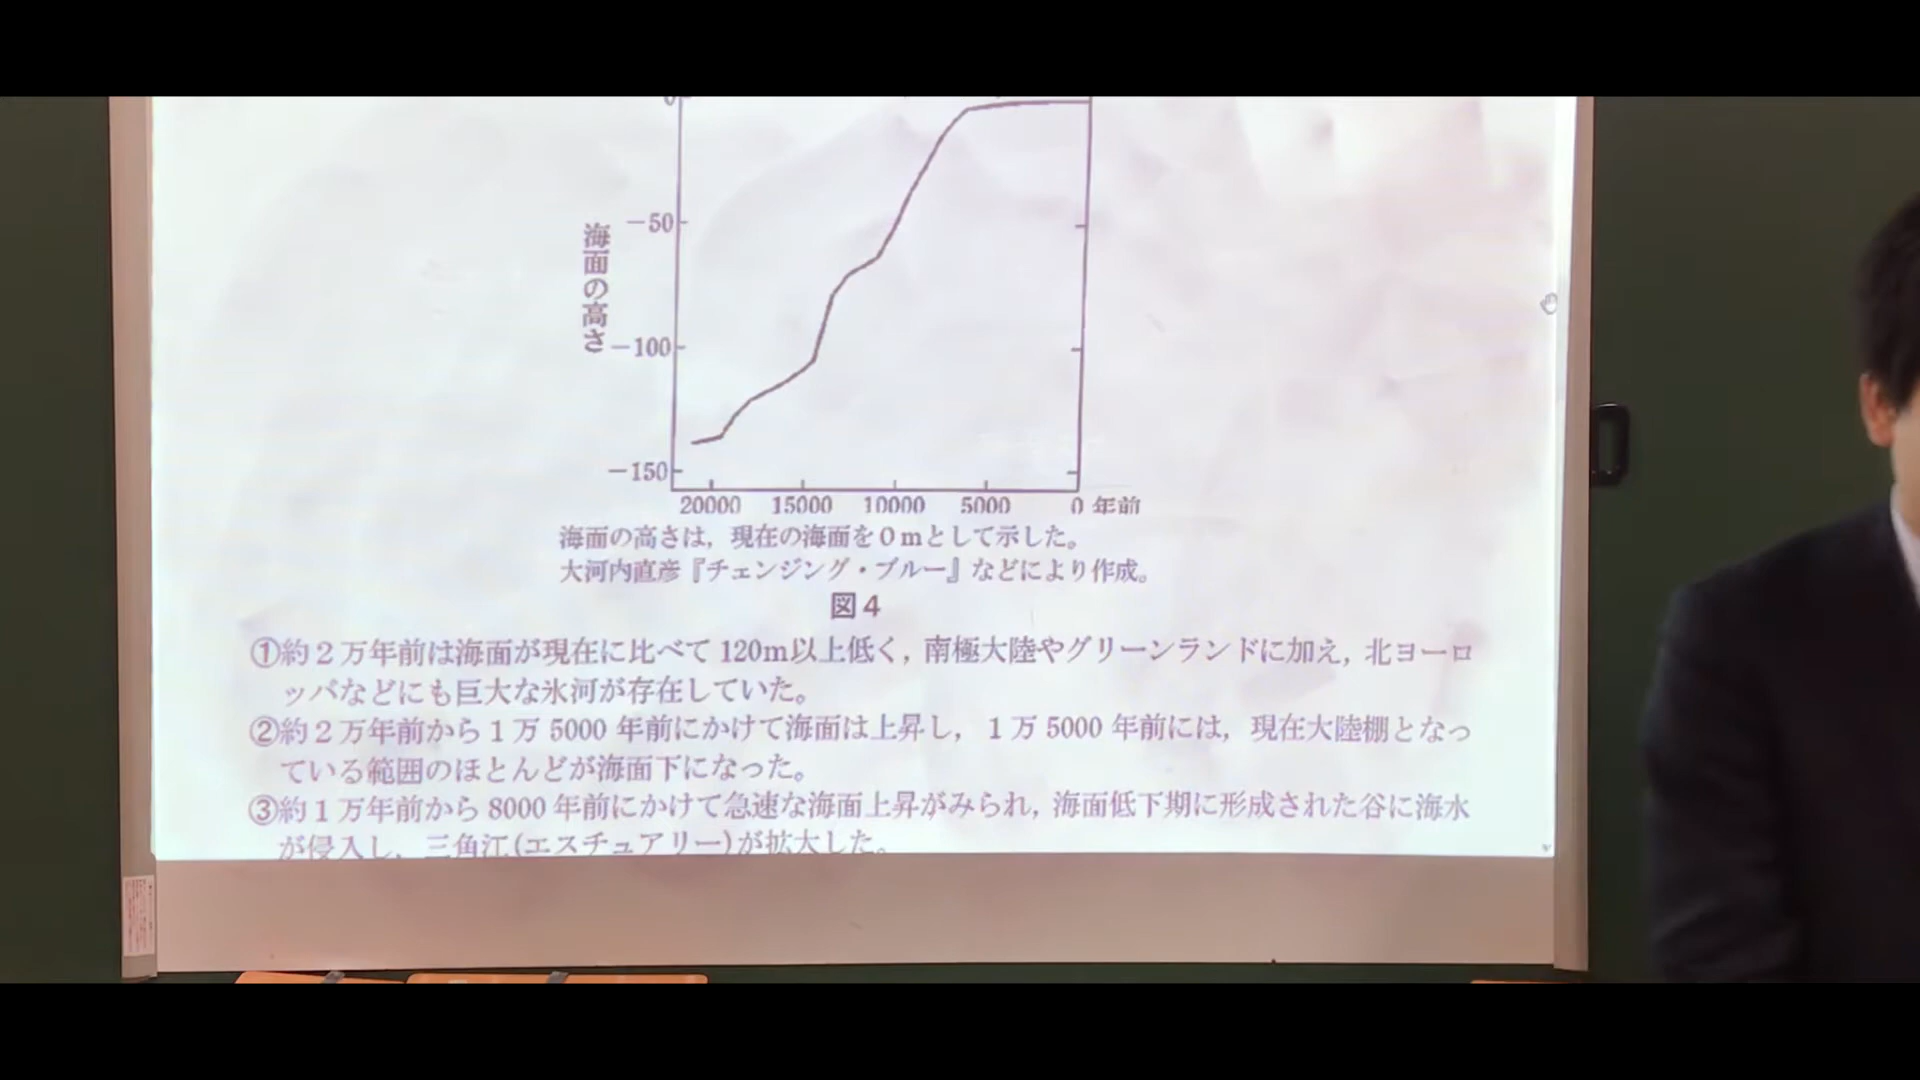 0
-50
海面の高さ
-100
-150
20000 15000 10000 5000 0 年前
海面の高さは，現在の海面を0mとして示した。
大河内直彦『チェンジング・ブルー』などにより作成。
図4
①約2万年前は海面が現在に比べて120m以上低く，南極大陸やグリーンランドに加え，北ヨーロ
ッパなどにも巨大な氷河が存在していた。
②約2万年前から1万5000年前にかけて海面は上昇し，1万5000年前には，現在大陸棚となっ
ている範囲のほとんどが海面下になった。
③約1万年前から8000年前にかけて急速な海面上昇がみられ，海面低下期に形成された谷に海水
が侵入し，三角江(エスチュアリー)が拡大した。